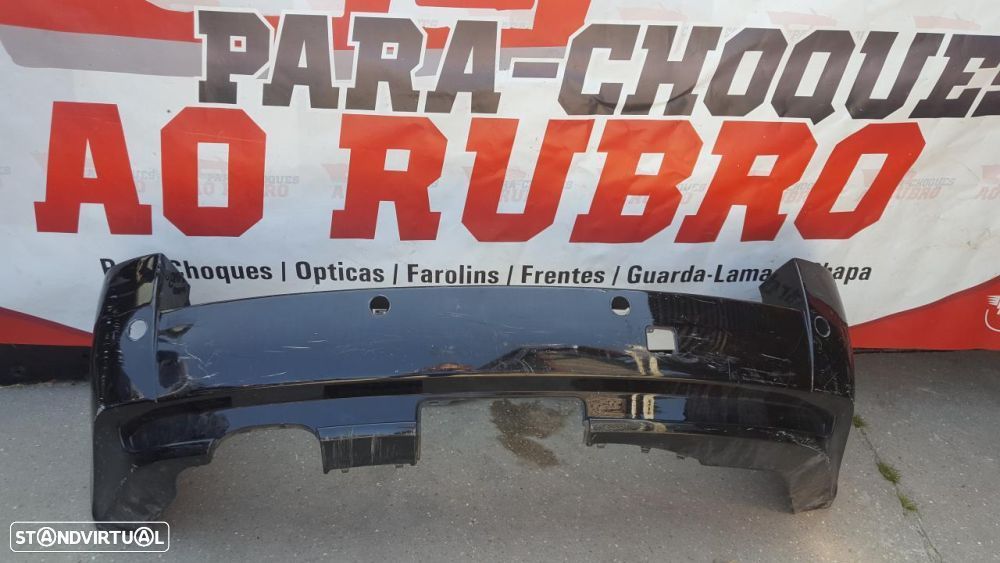 PARA-CHOQUES
AO RUBRO
Choques | Opticas | Farolins | Frentes | Guarda-Lama
STANDVIRTUAL